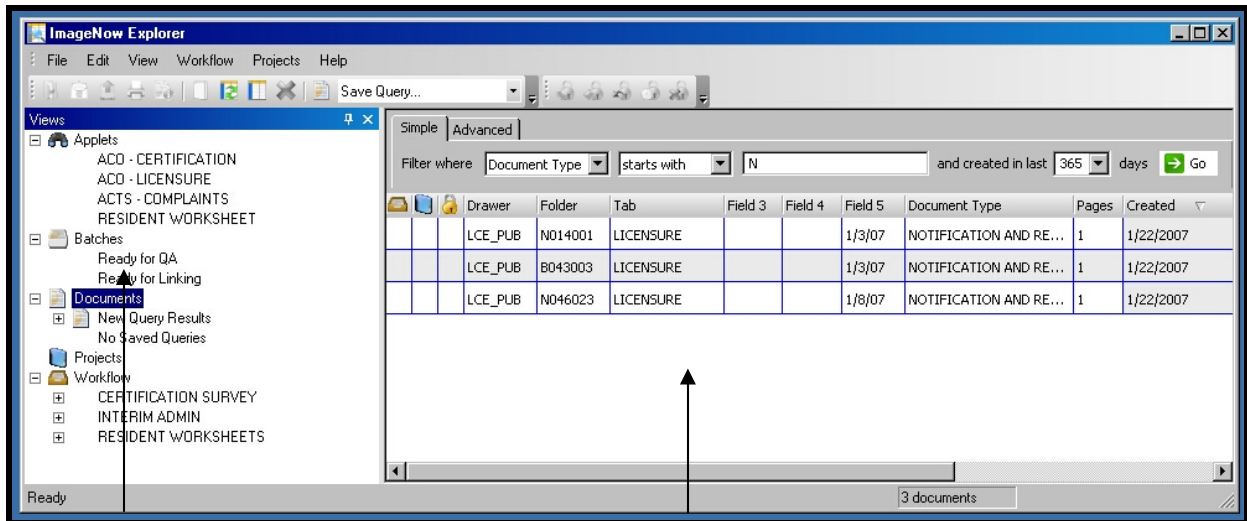 ImageNow Explorer
File Edit View Workflow Projects Help
Save Query...
Views
Applets
ACO - CERTIFICATION
ACO - LICENSURE
ACTS - COMPLAINTS
RESIDENT WORKSHEET
Batches
Ready for QA
Ready for Linking
Documents
New Query Results
No Saved Queries
Projects
Workflow
CERTIFICATION SURVEY
INTERIM ADMIN
RESIDENT WORKSHEETS
Simple Advanced
Filter where Document Type starts with N and created in last 365 days Go
Drawer Folder Tab Field 3 Field 4 Field 5 Document Type Pages Created
LCE_PUB N014001 LICENSURE 1/3/07 NOTIFICATION AND RE... 1 1/22/2007
LCE_PUB B043003 LICENSURE 1/3/07 NOTIFICATION AND RE... 1 1/22/2007
LCE_PUB N046023 LICENSURE 1/8/07 NOTIFICATION AND RE... 1 1/22/2007
Ready 3 documents